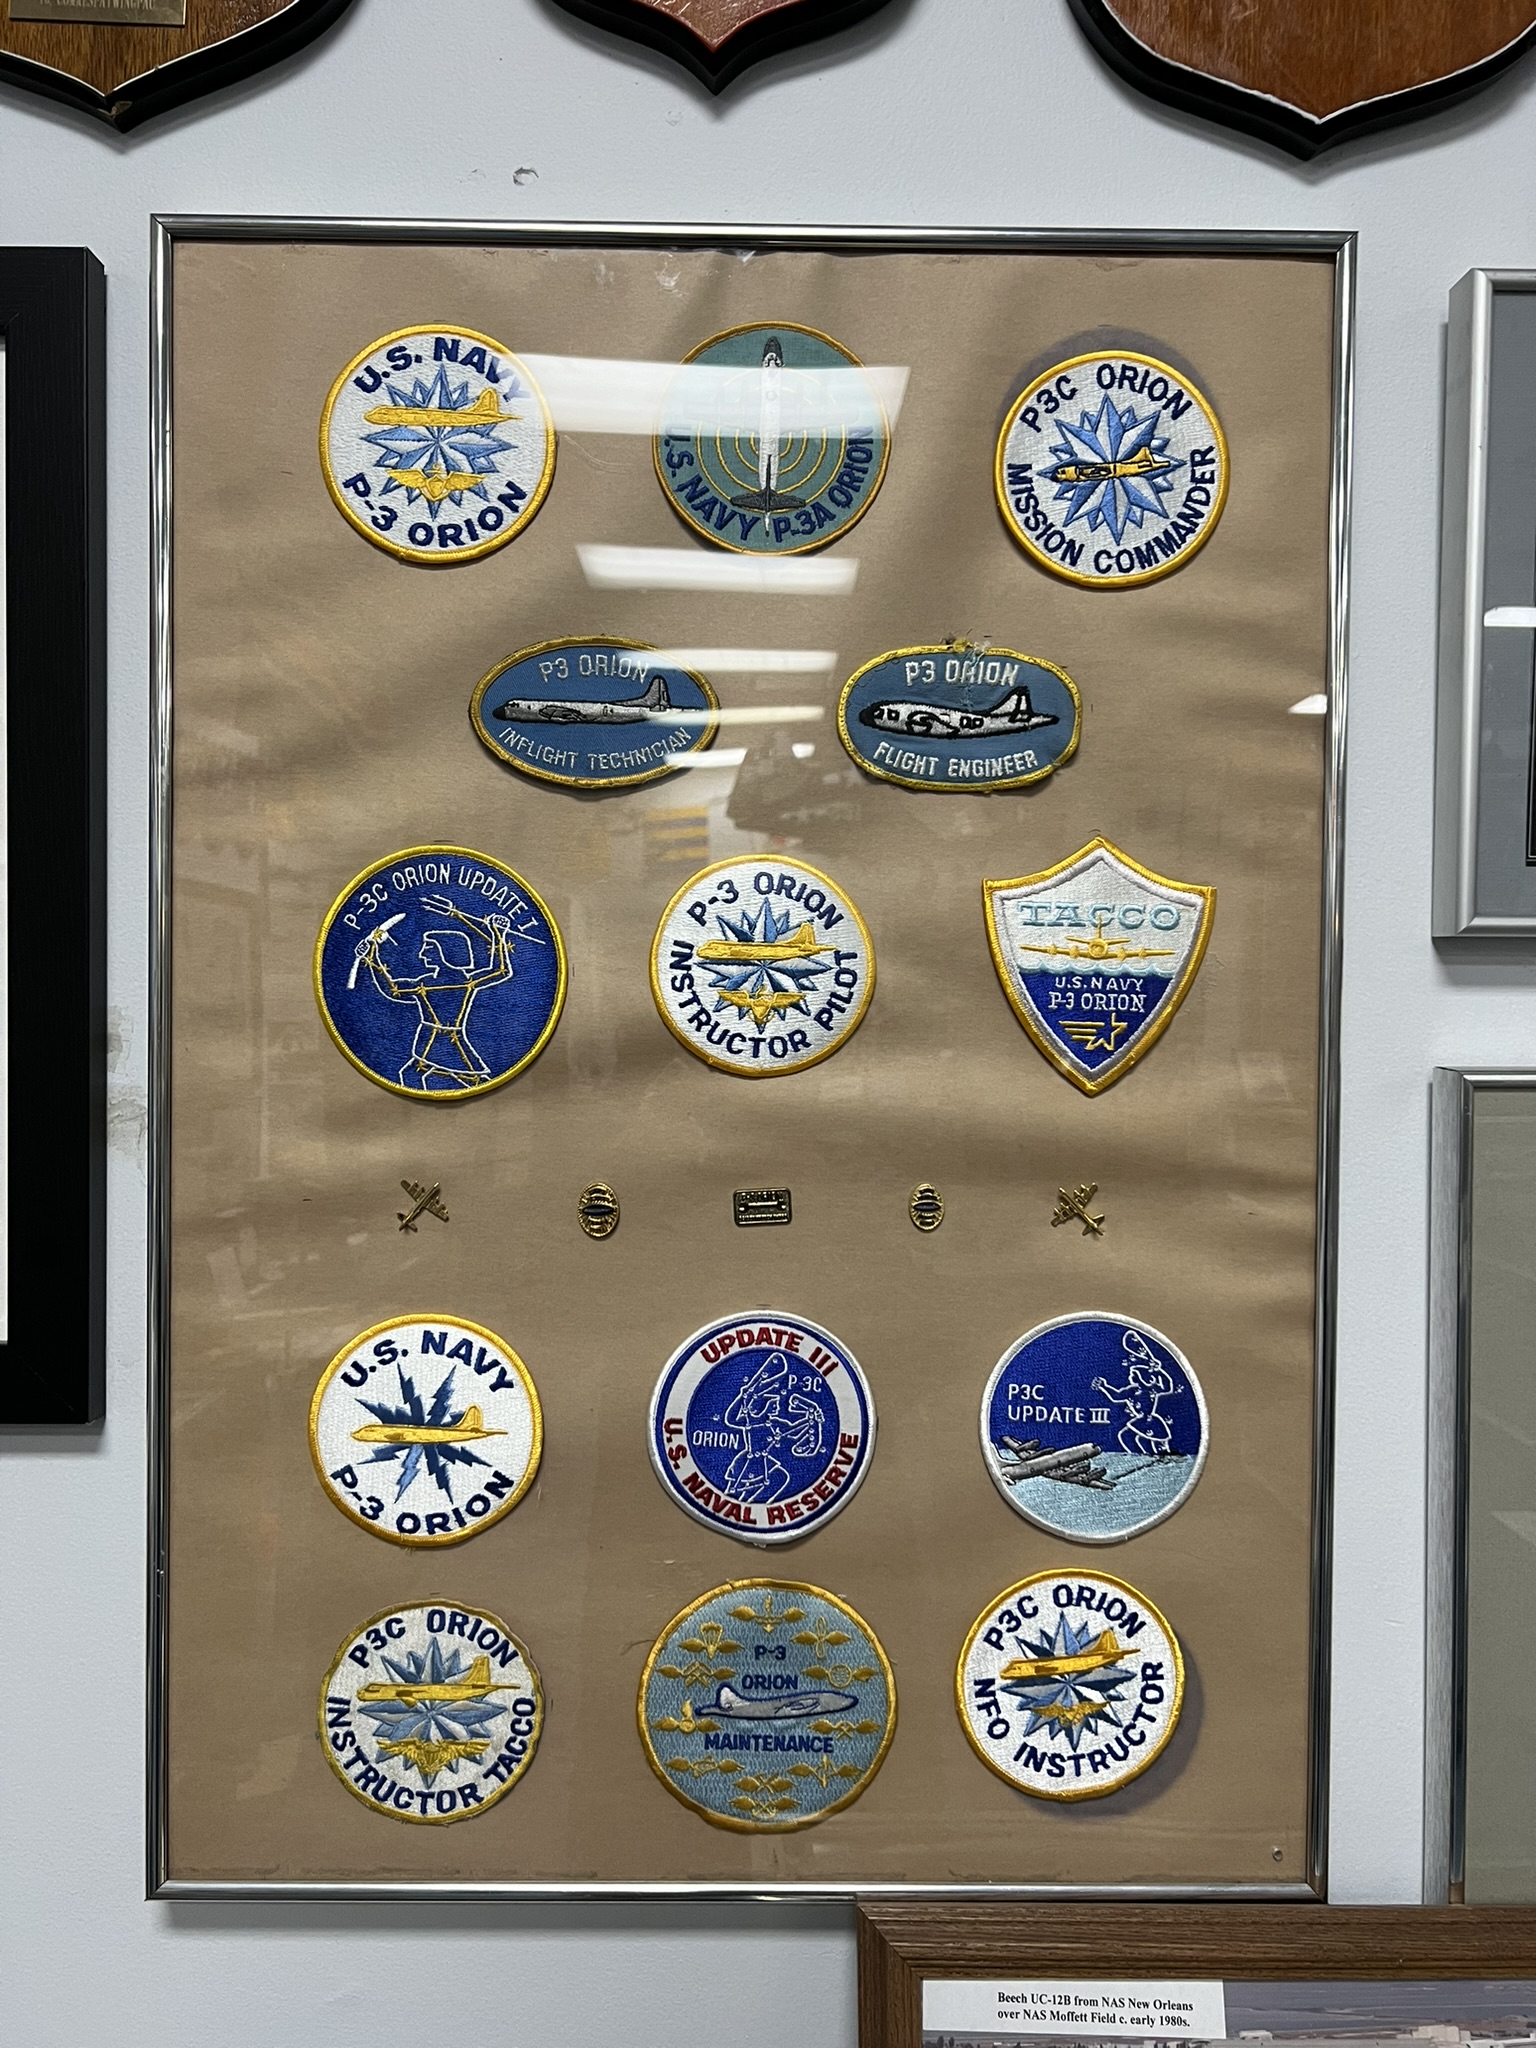 TO: COMRESPATWINGPAC
U.S. NAVY
P-3 ORION
U.S. NAVY P-3A ORION
P3C ORION
MISSION COMMANDER
P3 ORION
INFLIGHT TECHNICIAN
P3 ORION
FLIGHT ENGINEER
P-3C ORION UPDATE I
P-3 ORION
INSTRUCTOR PILOT
TACCO
U.S. NAVY
P-3 ORION
U.S. NAVY
P-3 ORION
UPDATE III
P-3C
ORION
U.S. NAVAL RESERVE
P3C
UPDATE III
P3C ORION
INSTRUCTOR TACCO
P-3
ORION
MAINTENANCE
P3C ORION
NFO INSTRUCTOR
Beech UC-12B from NAS New Orleans
over NAS Moffett Field c. early 1980s.